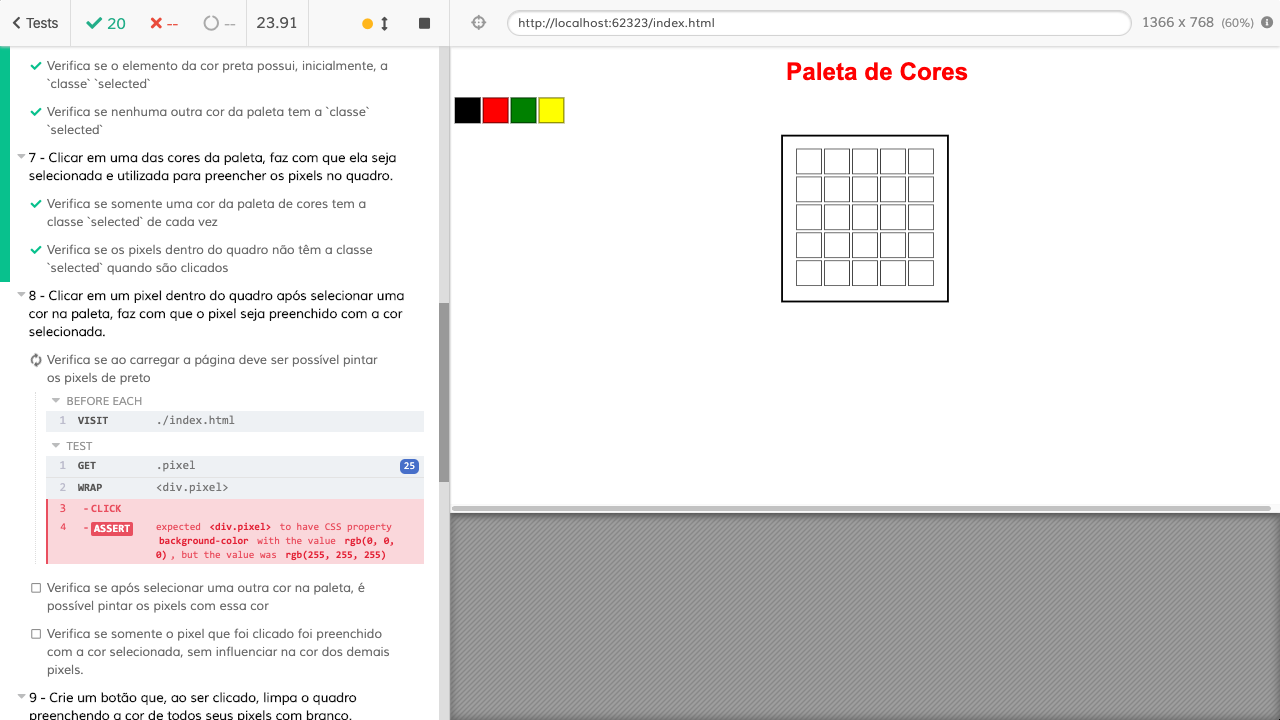 Tests
20
--
--
23.91
http://localhost:62323/index.html
1366 x 768 (60%)
Verifica se o elemento da cor preta possui, inicialmente, a
`classe` `selected`
Verifica se nenhuma outra cor da paleta tem a `classe`
`selected`
7 - Clicar em uma das cores da paleta, faz com que ela seja
selecionada e utilizada para preencher os pixels no quadro.
Verifica se somente uma cor da paleta de cores tem a
classe `selected` de cada vez
Verifica se os pixels dentro do quadro não têm a classe
`selected` quando são clicados
8 - Clicar em um pixel dentro do quadro após selecionar uma
cor na paleta, faz com que o pixel seja preenchido com a cor
selecionada.
Verifica se ao carregar a página deve ser possível pintar
os pixels de preto
BEFORE EACH
1 VISIT ./index.html
TEST
1 GET .pixel 25
2 WRAP <div.pixel>
3 -CLICK
4 -ASSERT expected <div.pixel> to have CSS property
background-color with the value rgb(0, 0,
0) , but the value was rgb(255, 255, 255)
Verifica se após selecionar uma outra cor na paleta, é
possível pintar os pixels com essa cor
Verifica se somente o pixel que foi clicado foi preenchido
com a cor selecionada, sem influenciar na cor dos demais
pixels.
9 - Crie um botão que, ao ser clicado, limpa o quadro
preenchendo a cor de todos seus pixels com branco.
Paleta de Cores